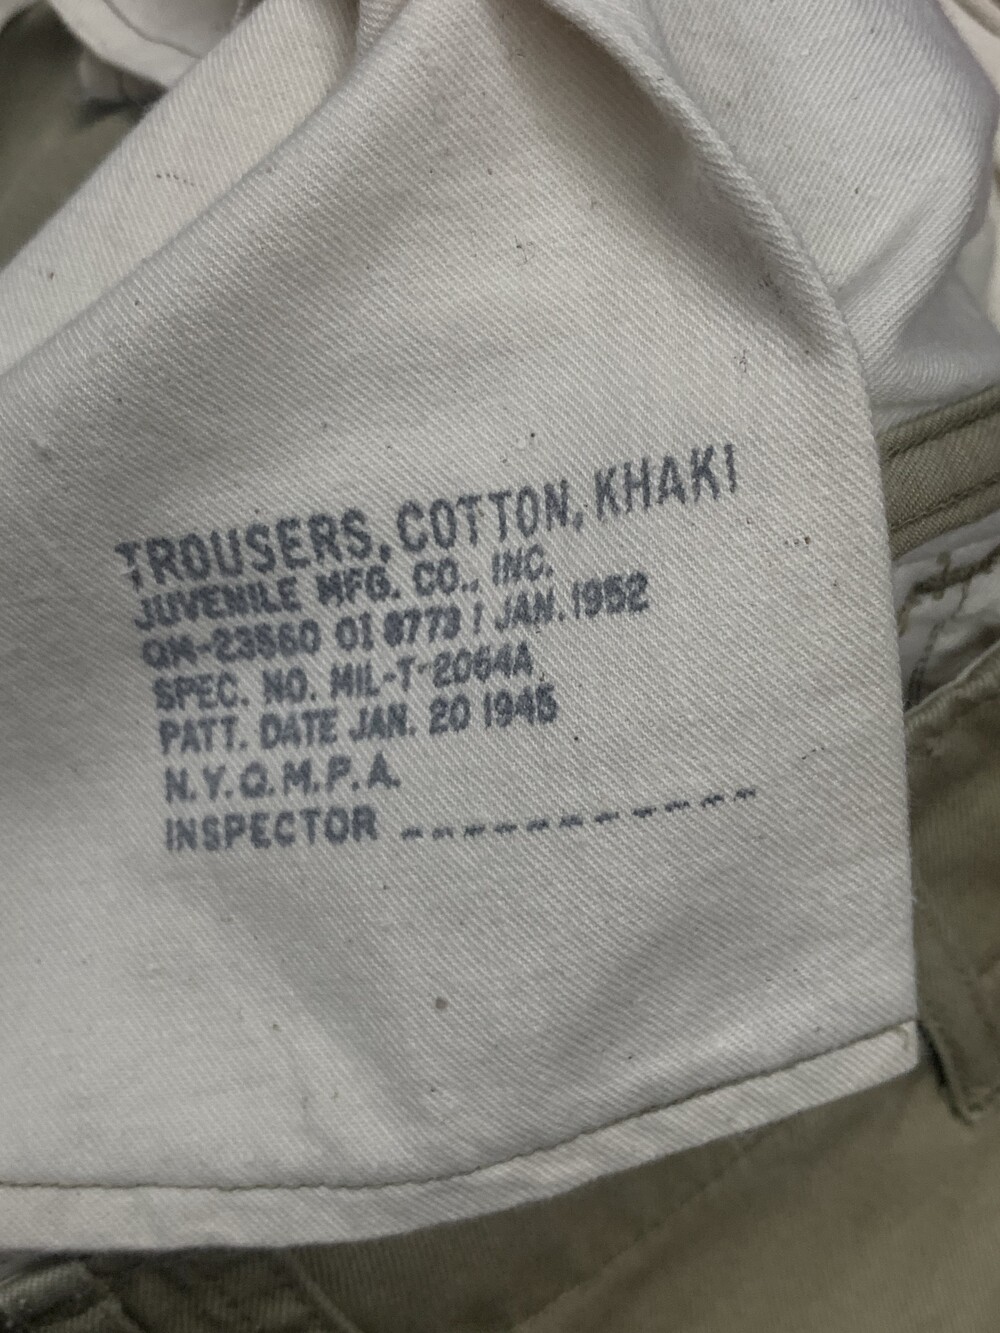 TROUSERS, COTTON, KHAKI
JUVENILE MFG. CO., INC.
QM-23560 01 8773 1 JAN. 1952
SPEC. NO. MIL-T-2064A
PATT. DATE JAN. 20 1945
N.Y.Q.M.P.A.
INSPECTOR -----------